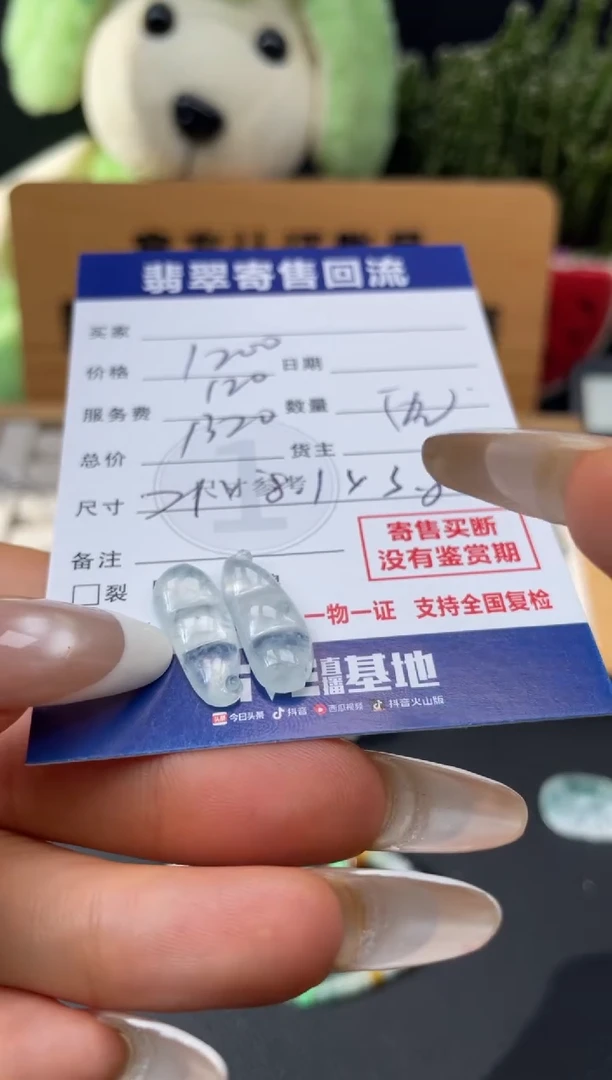 翡翠寄售回流
买家
价格 1200 日期
服务费 120 数量
总价 1320 货主
尺寸
寄售买断
没有鉴赏期
备注
裂
一物一证 支持全国复检
直播基地
今日头条 抖音 西瓜视频 抖音火山版